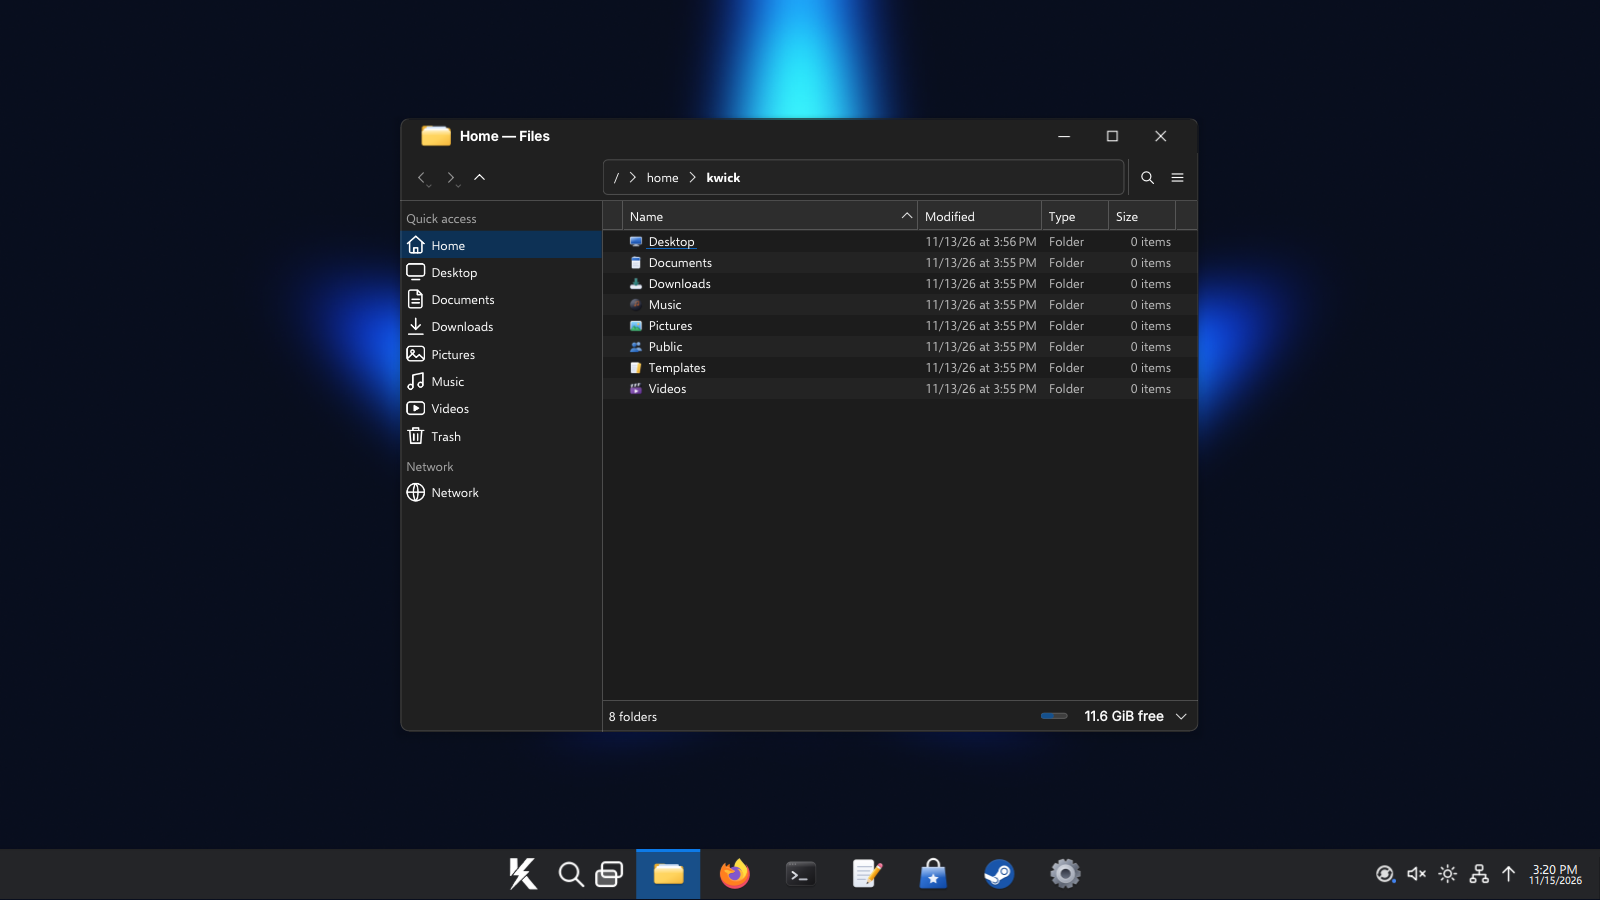 Home — Files
/ home kwick
Quick access
Home
Desktop
Documents
Downloads
Pictures
Music
Videos
Trash
Network
Network
Name Modified Type Size
Desktop 11/13/26 at 3:56 PM Folder 0 items
Documents 11/13/26 at 3:55 PM Folder 0 items
Downloads 11/13/26 at 3:55 PM Folder 0 items
Music 11/13/26 at 3:55 PM Folder 0 items
Pictures 11/13/26 at 3:55 PM Folder 0 items
Public 11/13/26 at 3:55 PM Folder 0 items
Templates 11/13/26 at 3:55 PM Folder 0 items
Videos 11/13/26 at 3:55 PM Folder 0 items
8 folders 11.6 GiB free
3:20 PM
11/15/2026